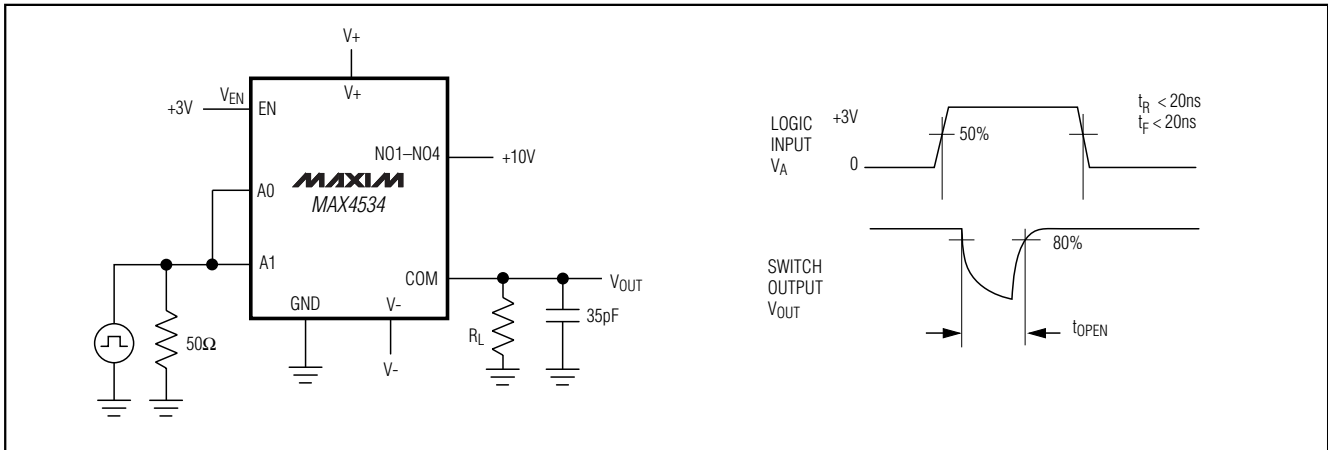 V+
V+
+3V
VEN
EN
NO1–NO4
+10V
MAXIM
MAX4534
A0
A1
COM
VOUT
GND
V-
50Ω
RL
35pF
V-
LOGIC
INPUT
VA
+3V
0
50%
tR < 20ns
tF < 20ns
SWITCH
OUTPUT
VOUT
80%
tOPEN